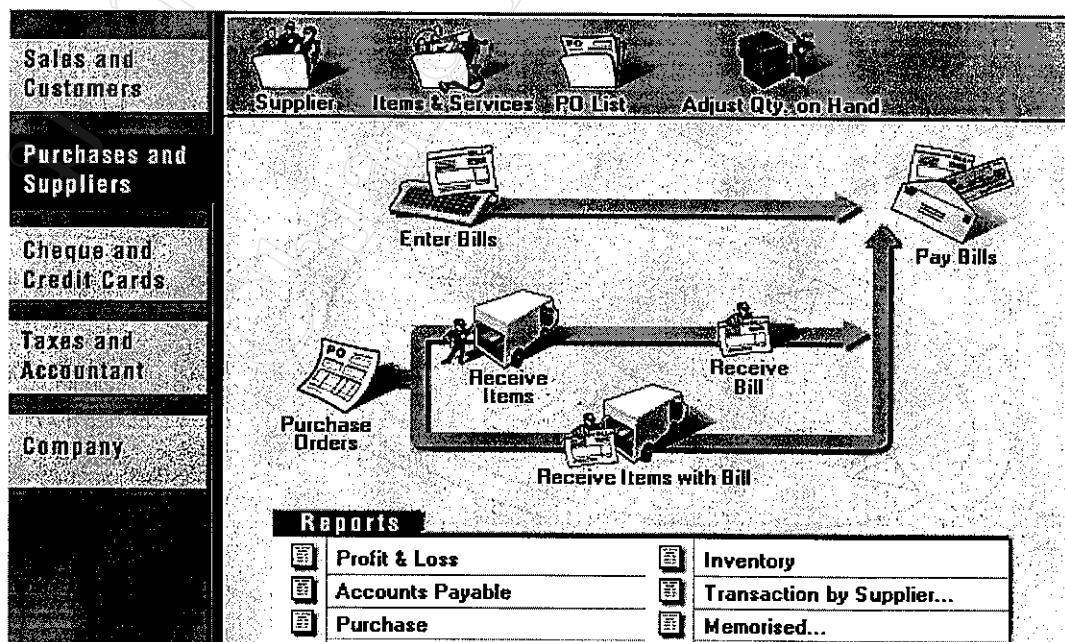 Sales and
Customers
Purchases and
Suppliers
Cheque and
Credit Cards
Taxes and
Accountant
Company
Supplier
Items & Services
PO List
Adjust Qty. on Hand
Enter Bills
Pay Bills
PO
Receive
Items
Receive
Bill
Purchase
Orders
Receive Items with Bill
Reports
Profit & Loss
Inventory
Accounts Payable
Transaction by Supplier...
Purchase
Memorised...